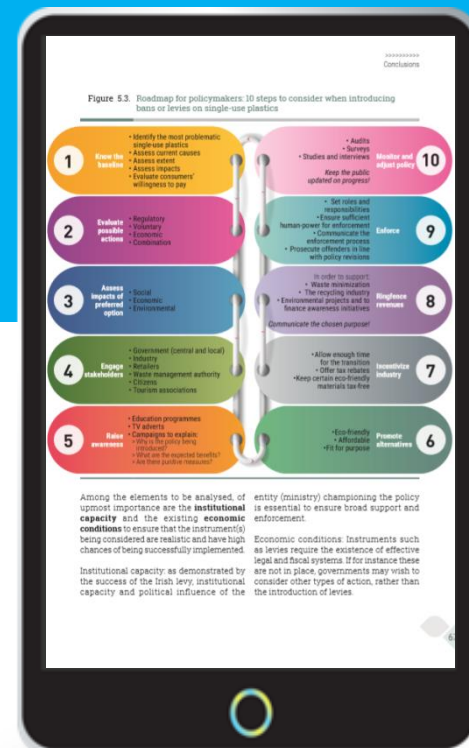 >>>>>>>>>>
Conclusions
Figure 5.3. Roadmap for policymakers: 10 steps to consider when introducing
bans or levies on single-use plastics
1
Know the
baseline
• Identify the most problematic
single-use plastics
• Assess current causes
• Assess extent
• Assess impacts
• Evaluate consumers'
willingness to pay
2
Evaluate
possible
actions
• Regulatory
• Voluntary
• Economic
• Combination
3
Assess
impacts of
preferred
option
• Social
• Economic
• Environmental
4
Engage
stakeholders
• Government (central and local)
• Industry
• Retailers
• Waste management authority
• Citizens
• Tourism associations
5
Raise
awareness
• Education programmes
• TV adverts
• Campaigns to explain:
• Why is the policy being
introduced?
• What are the expected benefits?
• Are there punitive measures?
• Eco-friendly
• Affordable
• Fit for purpose
Promote
alternatives
6
• Allow enough time
for the transition
• Offer tax rebates
• Keep certain eco-friendly
materials tax-free
Incentivize
industry
7
In order to support:
• Waste minimization
• The recycling industry
• Environmental projects and to
finance awareness initiatives
Communicate the chosen purpose!
Ringfence
revenues
8
• Set roles and
responsibilities
• Ensure sufficient
human-power for enforcement
• Communicate the
enforcement process
• Prosecute offenders in line
with policy revisions
Enforce
9
• Audits
• Surveys
• Studies and interviews
Keep the public
updated on progress!
Monitor and
adjust policy
10
Among the elements to be analysed, of
upmost importance are the institutional
capacity and the existing economic
conditions to ensure that the instrument(s)
being considered are realistic and have high
chances of being successfully implemented.
Institutional capacity: as demonstrated by
the success of the Irish levy, institutional
capacity and political influence of the
entity (ministry) championing the policy
is essential to ensure broad support and
enforcement.
Economic conditions: Instruments such
as levies require the existence of effective
legal and fiscal systems. If for instance these
are not in place, governments may wish to
consider other types of action, rather than
the introduction of levies.